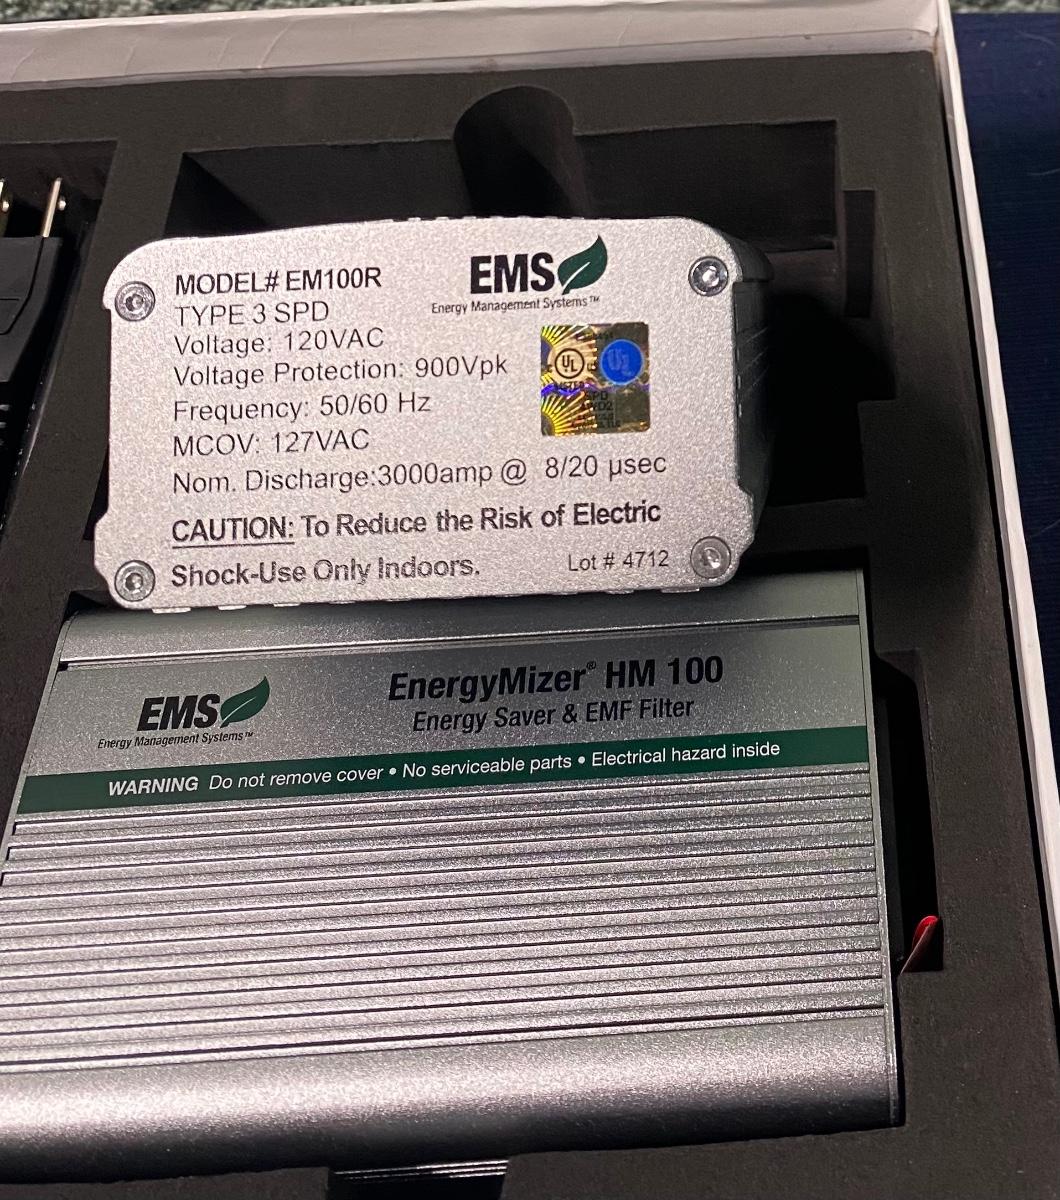 MODEL# EM100R
TYPE 3 SPD
Voltage: 120VAC
Voltage Protection: 900Vpk
Frequency: 50/60 Hz
MCOV: 127VAC
Nom. Discharge:3000amp @ 8/20 µsec
CAUTION: To Reduce the Risk of Electric
Shock-Use Only Indoors.
Lot # 4712
EMS
Energy Management Systems™
UL
UL
SPD
EMS
Energy Management Systems™
EnergyMizer® HM 100
Energy Saver & EMF Filter
WARNING Do not remove cover • No serviceable parts • Electrical hazard inside